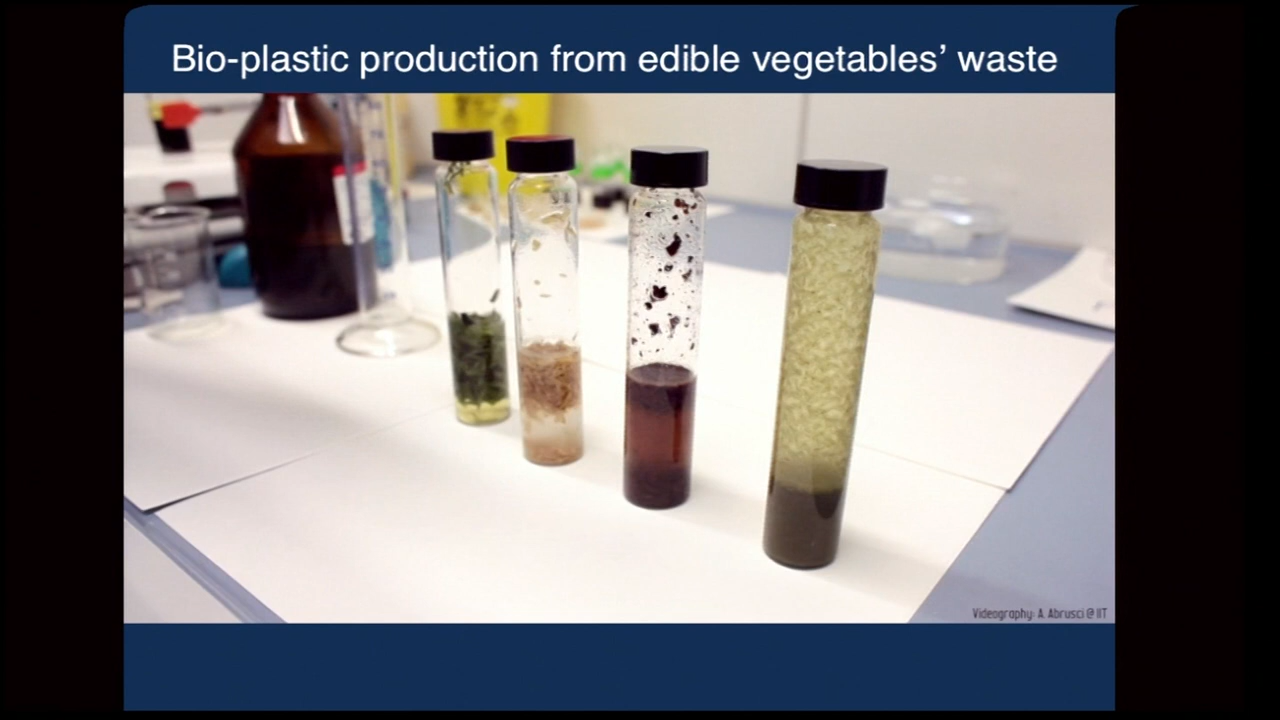 Bio-plastic production from edible vegetables’ waste
Videography: A. Abrusci @ IIT